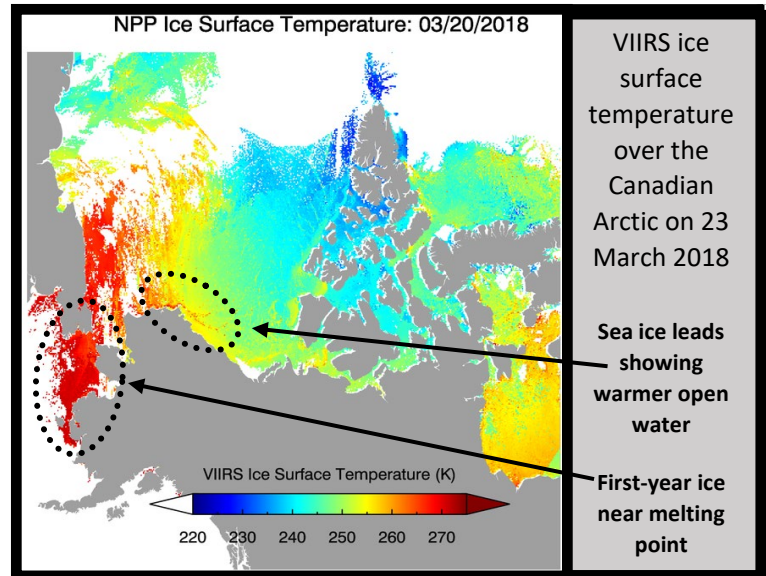 NPP Ice Surface Temperature: 03/20/2018
VIIRS Ice Surface Temperature (K)
220 230 240 250 260 270
VIIRS ice
surface
temperature
over the
Canadian
Arctic on 23
March 2018
Sea ice leads
showing
warmer open
water
First-year ice
near melting
point